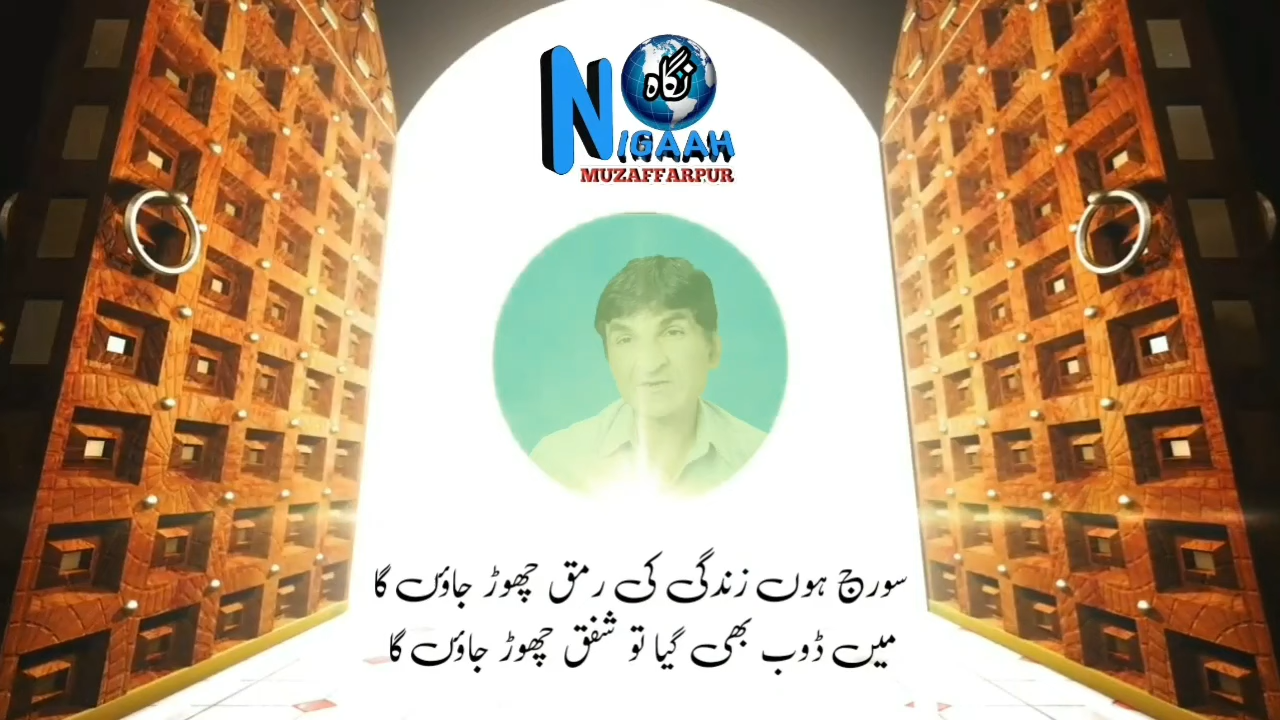 نگاہ
NIGAAH
MUZAFFARPUR
سورج ہوں زندگی کی رمق چھوڑ جاؤں گا
میں ڈوب بھی گیا تو شفق چھوڑ جاؤں گا